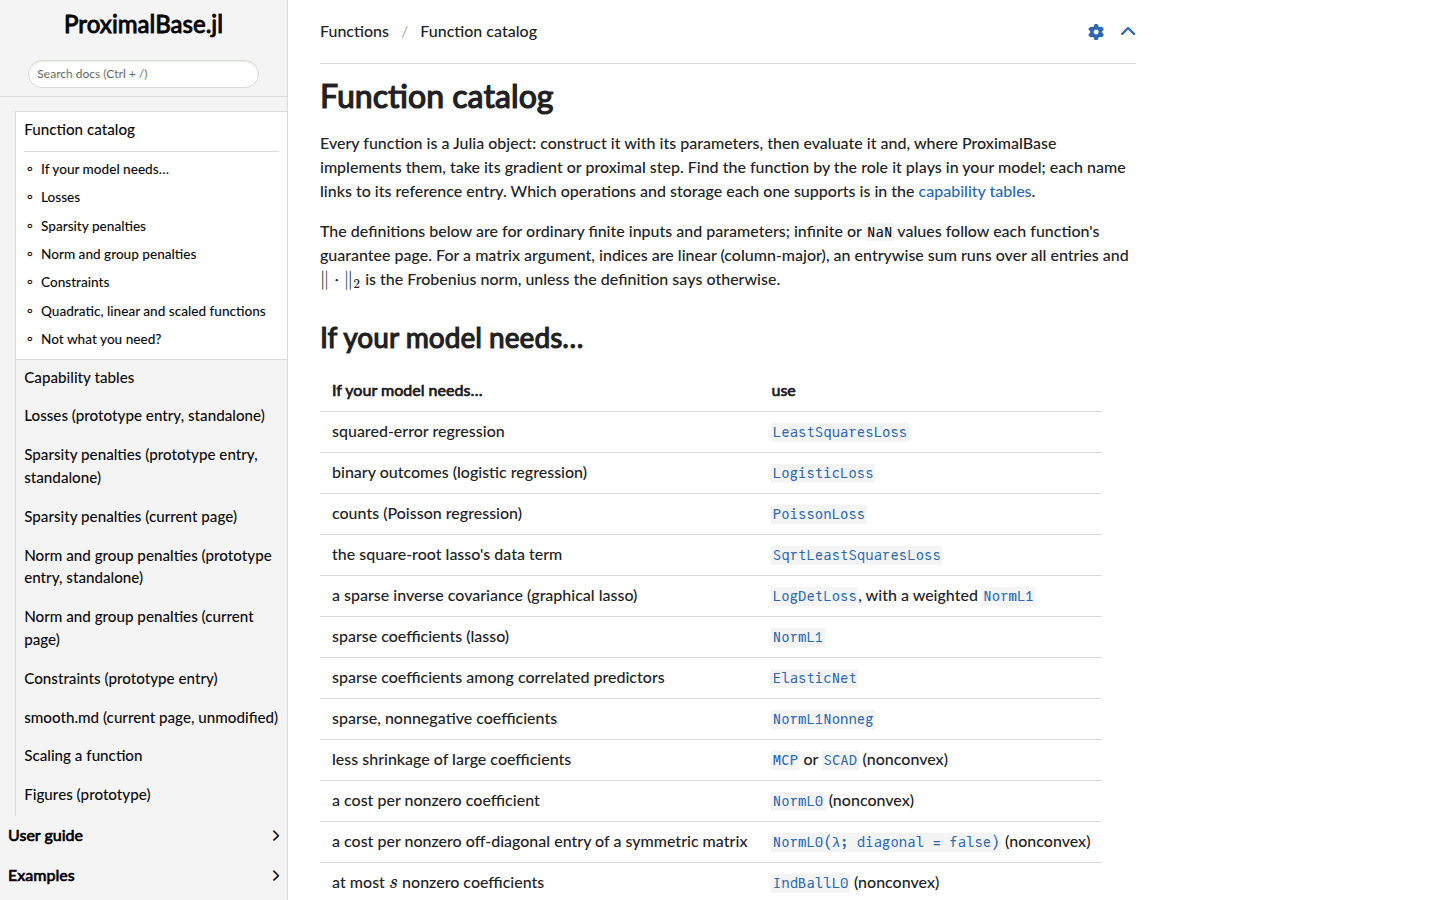 ProximalBase.jl
Search docs (Ctrl + /)
Function catalog
If your model needs...
Losses
Sparsity penalties
Norm and group penalties
Constraints
Quadratic, linear and scaled functions
Not what you need?
Capability tables
Losses (prototype entry, standalone)
Sparsity penalties (prototype entry,
standalone)
Sparsity penalties (current page)
Norm and group penalties (prototype
entry, standalone)
Norm and group penalties (current
page)
Constraints (prototype entry)
smooth.md (current page, unmodified)
Scaling a function
Figures (prototype)
User guide
Examples
Functions / Function catalog
Function catalog
Every function is a Julia object: construct it with its parameters, then evaluate it and, where ProximalBase
implements them, take its gradient or proximal step. Find the function by the role it plays in your model; each name
links to its reference entry. Which operations and storage each one supports is in the capability tables.
The definitions below are for ordinary finite inputs and parameters; infinite or NaN values follow each function's
guarantee page. For a matrix argument, indices are linear (column-major), an entrywise sum runs over all entries and
‖ · ‖₂ is the Frobenius norm, unless the definition says otherwise.
If your model needs...
If your model needs... use
squared-error regression LeastSquaresLoss
binary outcomes (logistic regression) LogisticLoss
counts (Poisson regression) PoissonLoss
the square-root lasso's data term SqrtLeastSquaresLoss
a sparse inverse covariance (graphical lasso) LogDetLoss, with a weighted NormL1
sparse coefficients (lasso) NormL1
sparse coefficients among correlated predictors ElasticNet
sparse, nonnegative coefficients NormL1Nonneg
less shrinkage of large coefficients MCP or SCAD (nonconvex)
a cost per nonzero coefficient NormL0 (nonconvex)
a cost per nonzero off-diagonal entry of a symmetric matrix NormL0(λ; diagonal = false) (nonconvex)
at most s nonzero coefficients IndBallL0 (nonconvex)